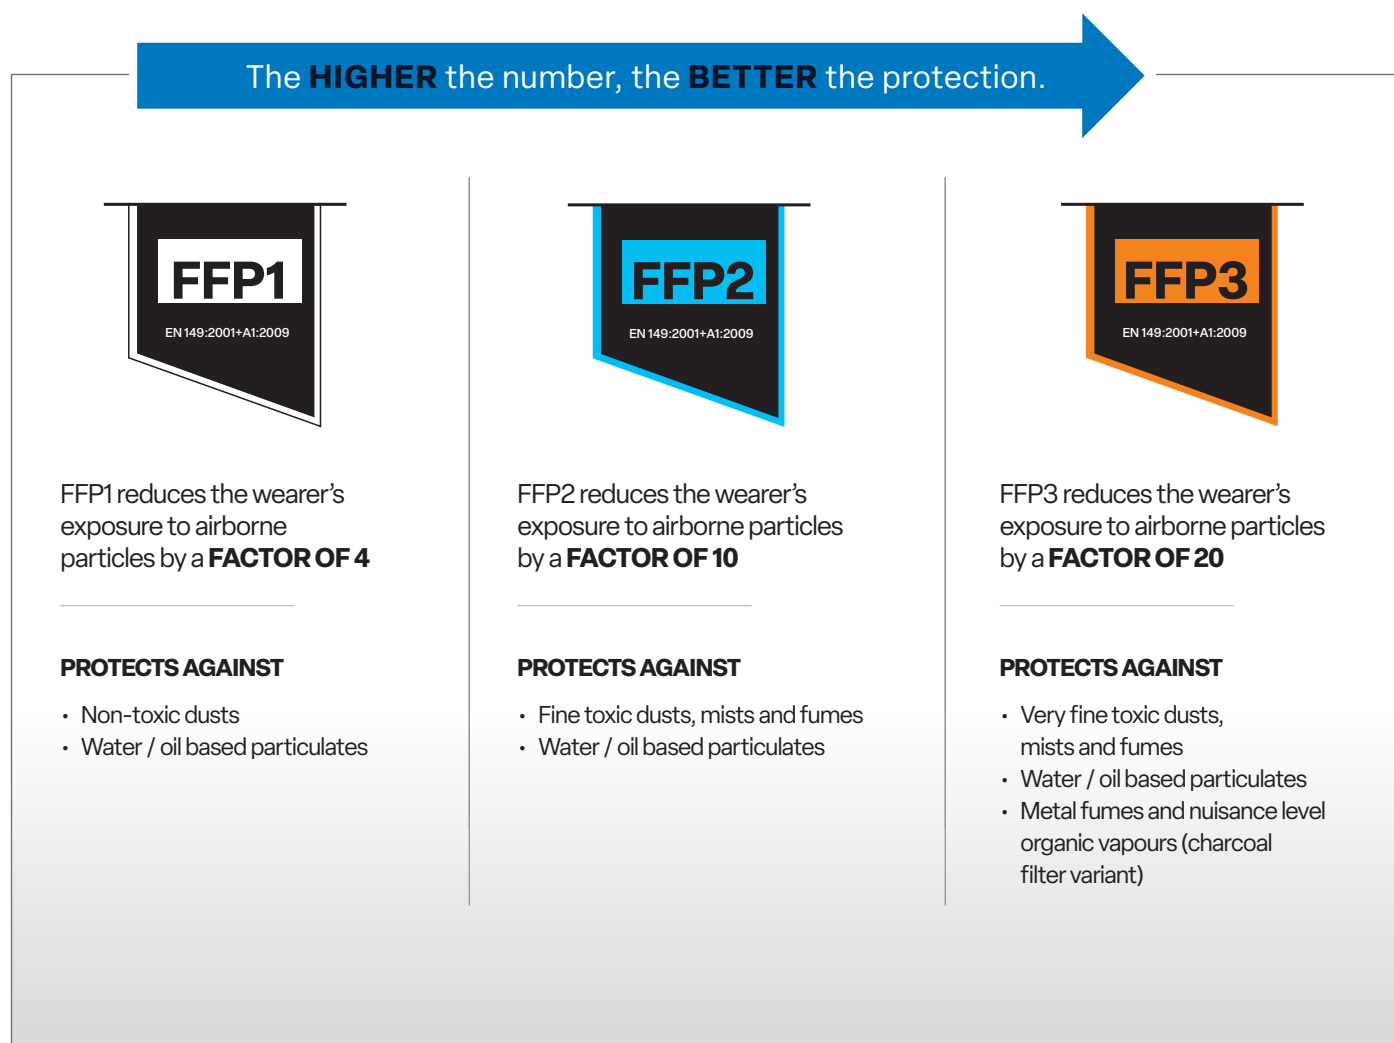 The HIGHER the number, the BETTER the protection.
FFP1
EN 149:2001+A1:2009
FFP1 reduces the wearer’s
exposure to airborne
particles by a FACTOR OF 4
PROTECTS AGAINST
• Non-toxic dusts
• Water / oil based particulates
FFP2
EN 149:2001+A1:2009
FFP2 reduces the wearer’s
exposure to airborne particles
by a FACTOR OF 10
PROTECTS AGAINST
• Fine toxic dusts, mists and fumes
• Water / oil based particulates
FFP3
EN 149:2001+A1:2009
FFP3 reduces the wearer’s
exposure to airborne particles
by a FACTOR OF 20
PROTECTS AGAINST
• Very fine toxic dusts,
mists and fumes
• Water / oil based particulates
• Metal fumes and nuisance level
organic vapours (charcoal
filter variant)